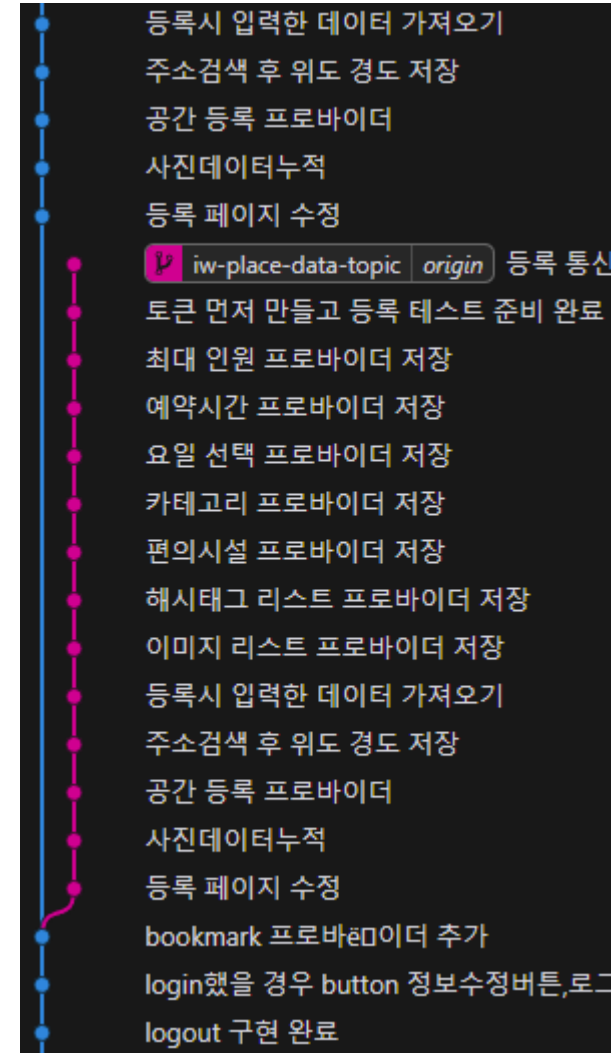 등록시 입력한 데이터 가져오기
주소검색 후 위도 경도 저장
공간 등록 프로바이더
사진데이터누적
등록 페이지 수정
iw-place-data-topic origin 등록 통신
토큰 먼저 만들고 등록 테스트 준비 완료
최대 인원 프로바이더 저장
예약시간 프로바이더 저장
요일 선택 프로바이더 저장
카테고리 프로바이더 저장
편의시설 프로바이더 저장
해시태그 리스트 프로바이더 저장
이미지 리스트 프로바이더 저장
등록시 입력한 데이터 가져오기
주소검색 후 위도 경도 저장
공간 등록 프로바이더
사진데이터누적
등록 페이지 수정
bookmark 프로바ë□이더 추가
login했을 경우 button 정보수정버튼,로그
logout 구현 완료